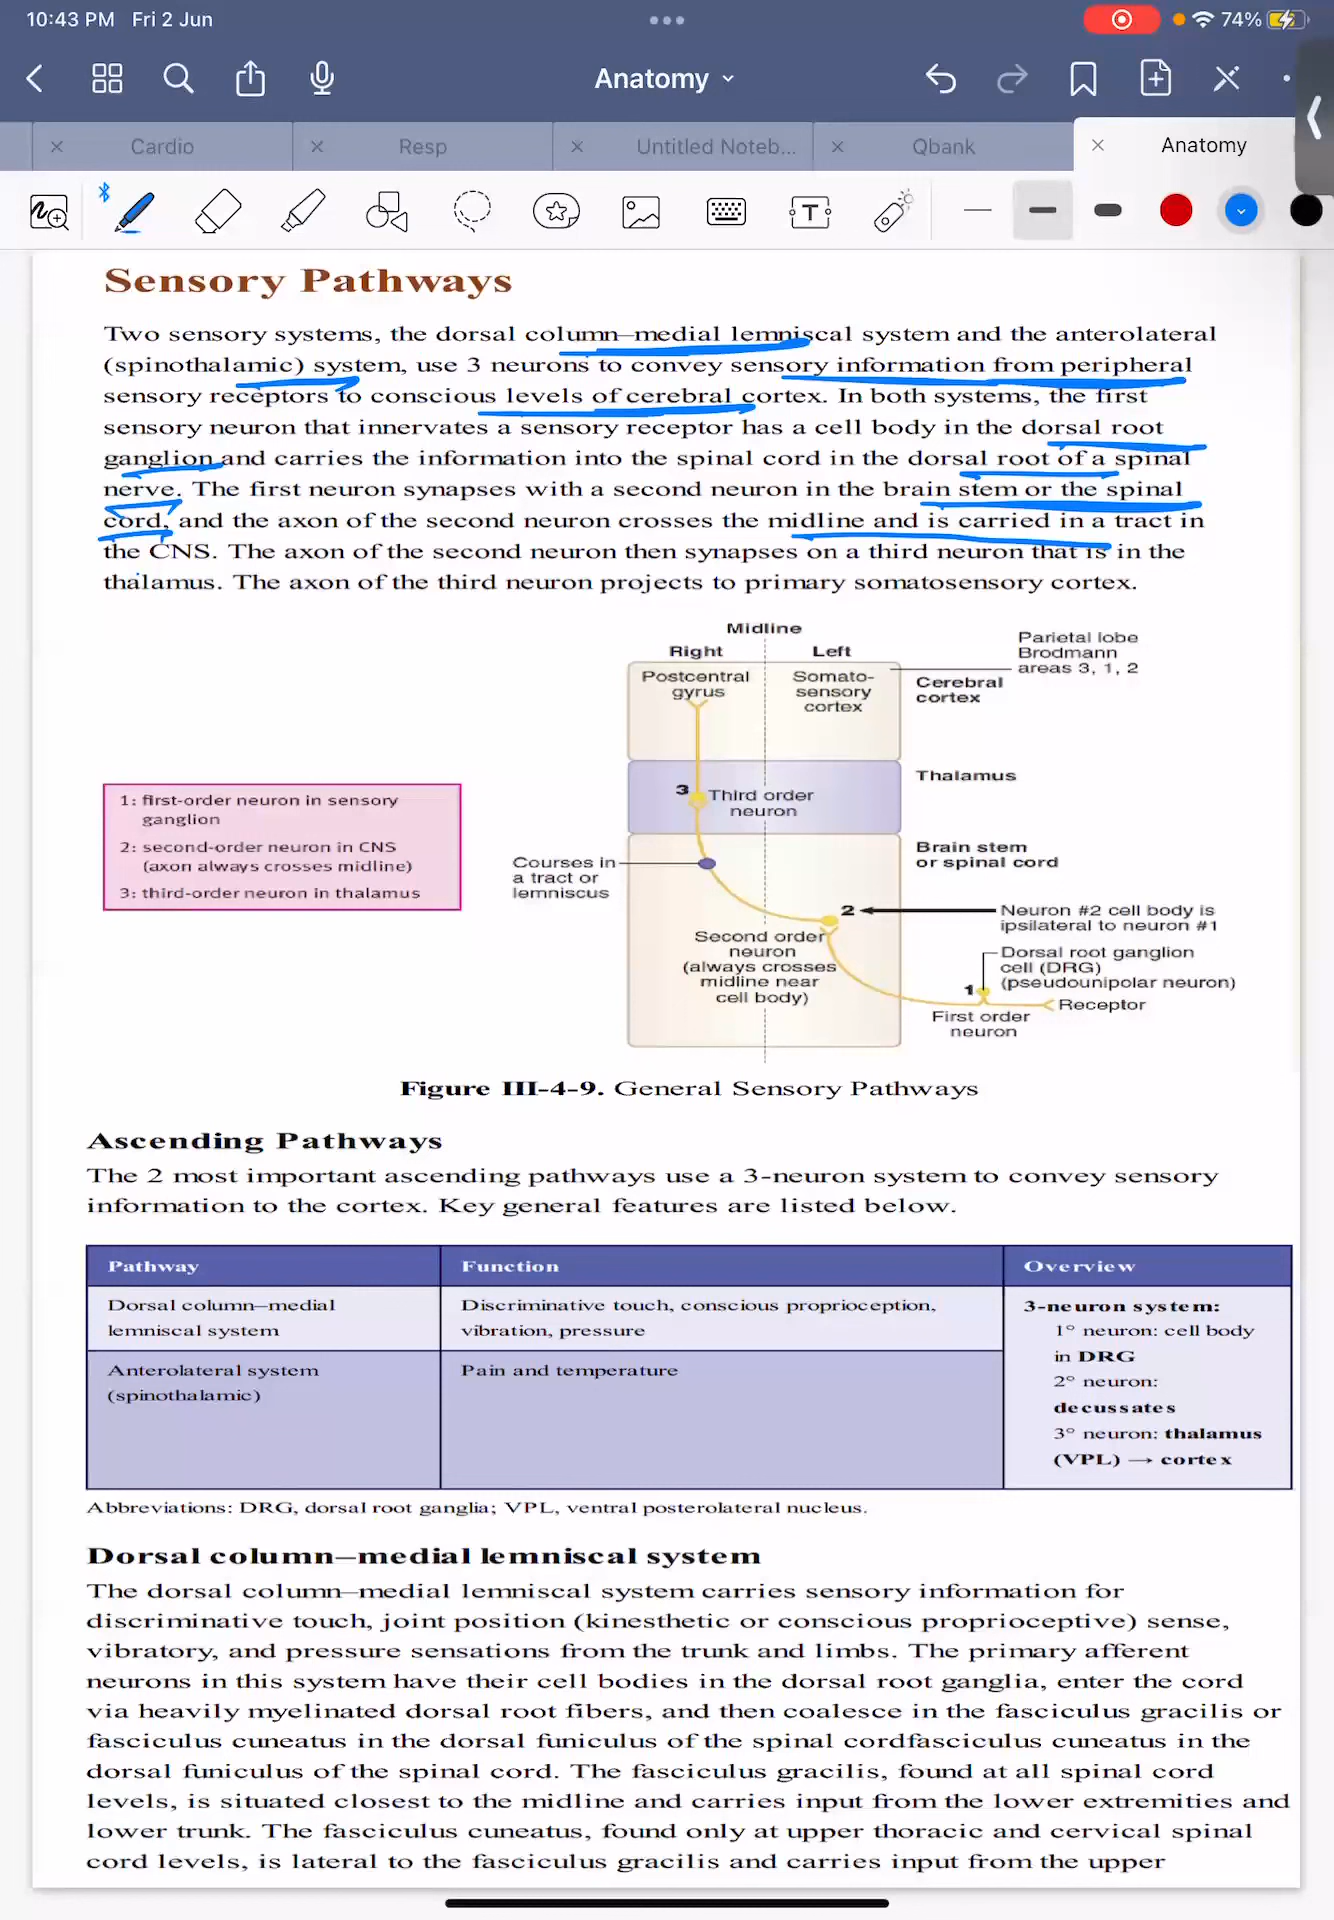 10:43 PM Fri 2 Jun
74%
Anatomy
Cardio
Resp
Untitled Noteb...
Qbank
Anatomy
Sensory Pathways
Two sensory systems, the dorsal column–medial lemniscal system and the anterolateral
(spinothalamic) system, use 3 neurons to convey sensory information from peripheral
sensory receptors to conscious levels of cerebral cortex. In both systems, the first
sensory neuron that innervates a sensory receptor has a cell body in the dorsal root
ganglion and carries the information into the spinal cord in the dorsal root of a spinal
nerve. The first neuron synapses with a second neuron in the brain stem or the spinal
cord, and the axon of the second neuron crosses the midline and is carried in a tract in
the CNS. The axon of the second neuron then synapses on a third neuron that is in the
thalamus. The axon of the third neuron projects to primary somatosensory cortex.
Midline
Right
Left
Postcentral
gyrus
Somato-
sensory
cortex
Cerebral
cortex
Parietal lobe
Brodmann
areas 3, 1, 2
Thalamus
3
Third order
neuron
1: first-order neuron in sensory
ganglion
2: second-order neuron in CNS
(axon always crosses midline)
3: third-order neuron in thalamus
Courses in
a tract or
lemniscus
Brain stem
or spinal cord
2
Neuron #2 cell body is
ipsilateral to neuron #1
Second order
neuron
(always crosses
midline near
cell body)
Dorsal root ganglion
cell (DRG)
(pseudounipolar neuron)
1
Receptor
First order
neuron
Figure III-4-9. General Sensory Pathways
Ascending Pathways
The 2 most important ascending pathways use a 3-neuron system to convey sensory
information to the cortex. Key general features are listed below.
Pathway
Function
Overview
Dorsal column–medial
lemniscal system
Discriminative touch, conscious proprioception,
vibration, pressure
Anterolateral system
(spinothalamic)
Pain and temperature
3-neuron system:
1° neuron: cell body
in DRG
2° neuron:
decussates
3° neuron: thalamus
(VPL) → cortex
Abbreviations: DRG, dorsal root ganglia; VPL, ventral posterolateral nucleus.
Dorsal column–medial lemniscal system
The dorsal column–medial lemniscal system carries sensory information for
discriminative touch, joint position (kinesthetic or conscious proprioceptive) sense,
vibratory, and pressure sensations from the trunk and limbs. The primary afferent
neurons in this system have their cell bodies in the dorsal root ganglia, enter the cord
via heavily myelinated dorsal root fibers, and then coalesce in the fasciculus gracilis or
fasciculus cuneatus in the dorsal funiculus of the spinal cordfasciculus cuneatus in the
dorsal funiculus of the spinal cord. The fasciculus gracilis, found at all spinal cord
levels, is situated closest to the midline and carries input from the lower extremities and
lower trunk. The fasciculus cuneatus, found only at upper thoracic and cervical spinal
cord levels, is lateral to the fasciculus gracilis and carries input from the upper